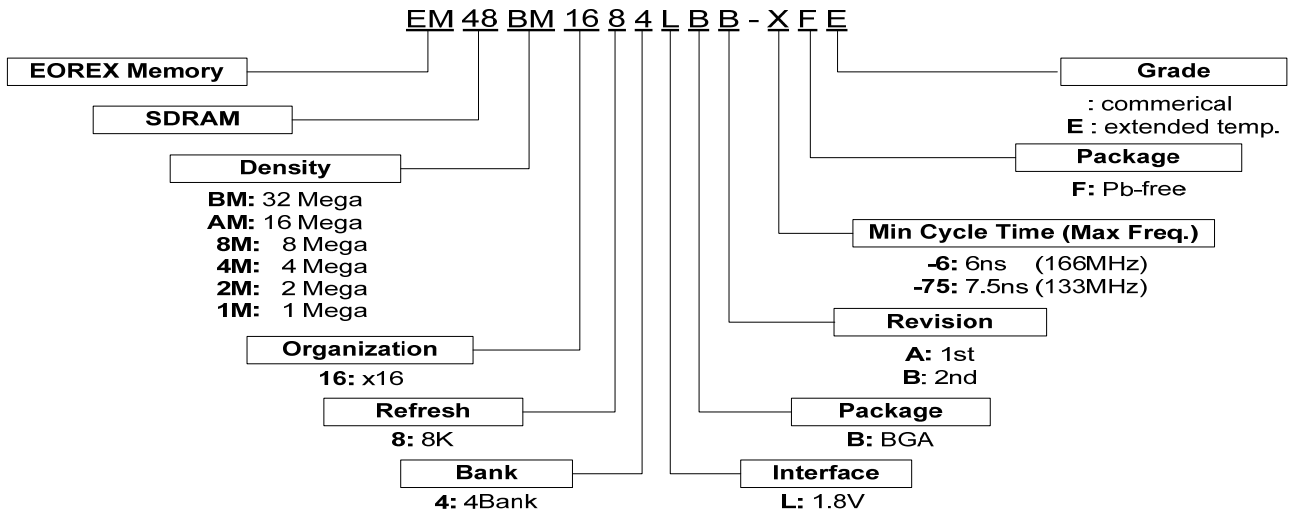 EM 48 BM 16 8 4 L B B - X F E
EOREX Memory
SDRAM
Density
BM: 32 Mega
AM: 16 Mega
8M: 8 Mega
4M: 4 Mega
2M: 2 Mega
1M: 1 Mega
Organization
16: x16
Refresh
8: 8K
Bank
4: 4Bank
Grade
: commerical
E : extended temp.
Package
F: Pb-free
Min Cycle Time (Max Freq.)
-6: 6ns (166MHz)
-75: 7.5ns (133MHz)
Revision
A: 1st
B: 2nd
Package
B: BGA
Interface
L: 1.8V